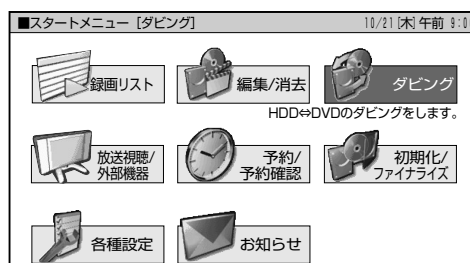 ■スタートメニュー [ダビング] 10/21[木]午前 9:0
録画リスト 編集/消去 ダビング
HDD⇔DVDのダビングをします。
放送視聴/
外部機器
予約/
予約確認
初期化/
ファイナライズ
各種設定 お知らせ